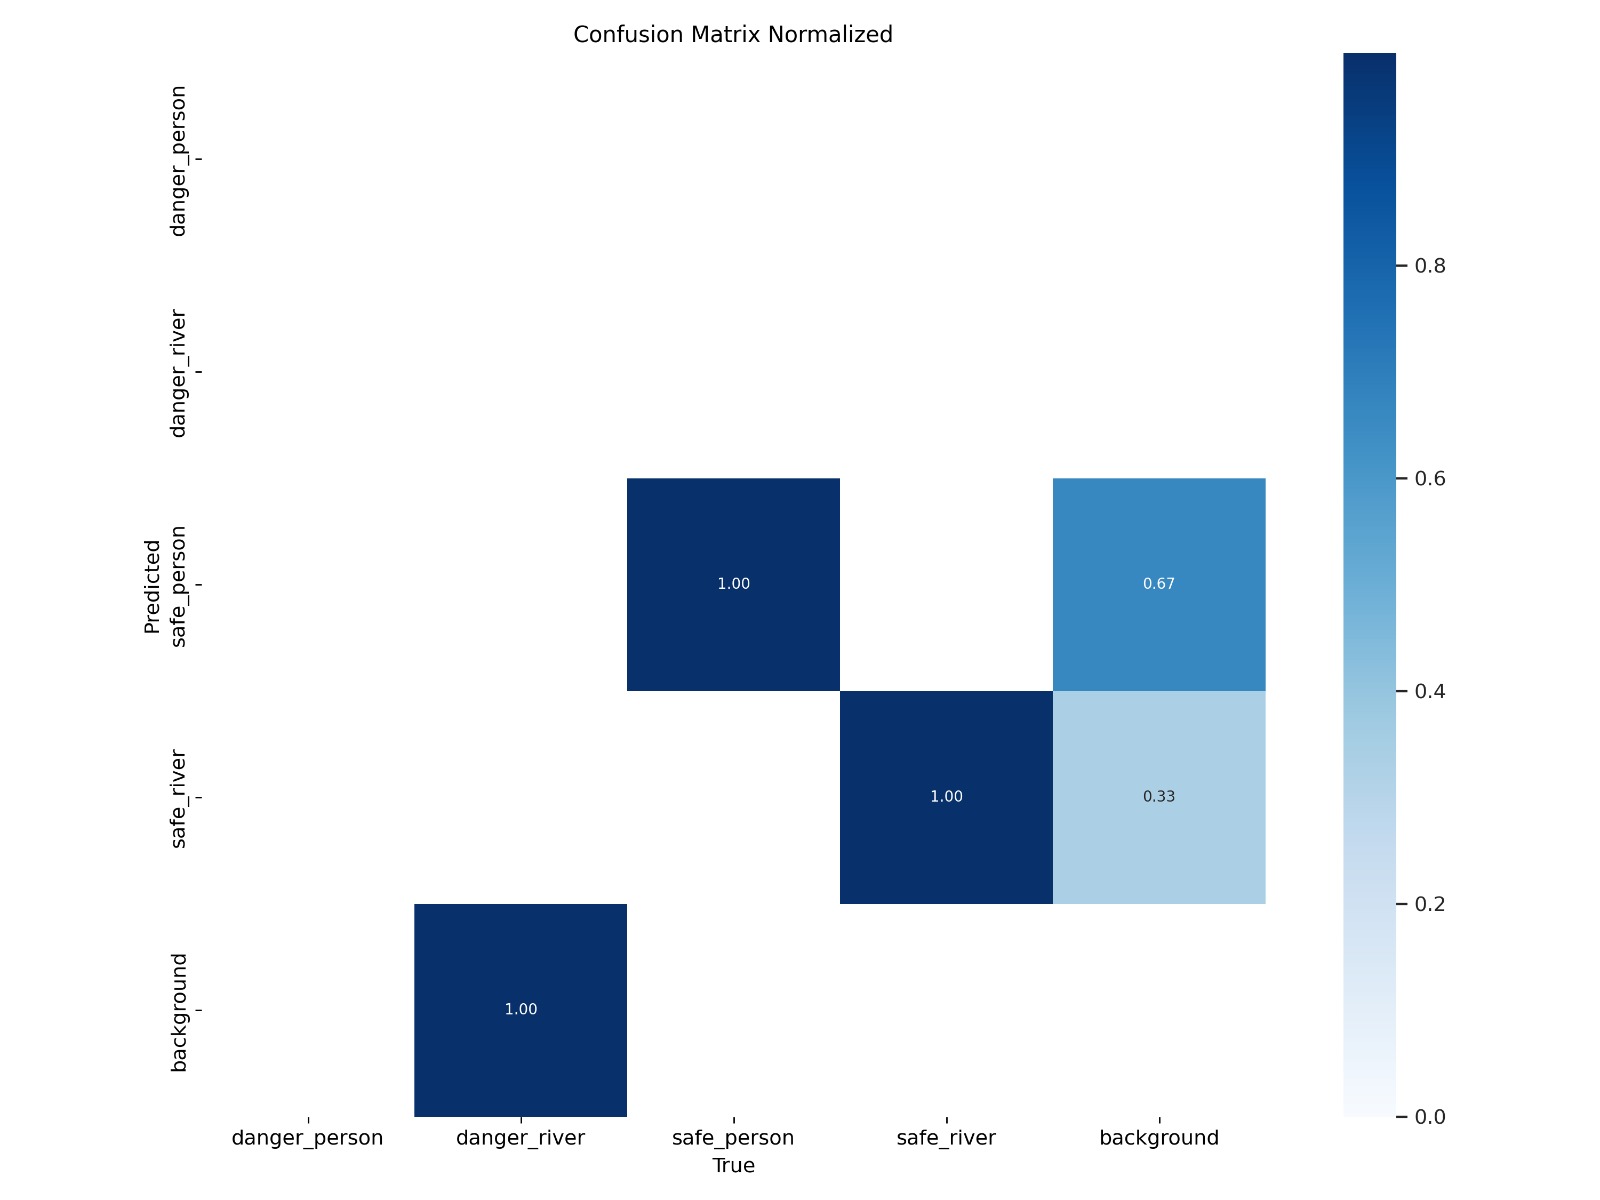 Confusion Matrix Normalized
Predicted
danger_person
danger_river
safe_person
safe_river
background
1.00
0.67
1.00
0.33
1.00
danger_person
danger_river
safe_person
safe_river
background
True
0.8
0.6
0.4
0.2
0.0